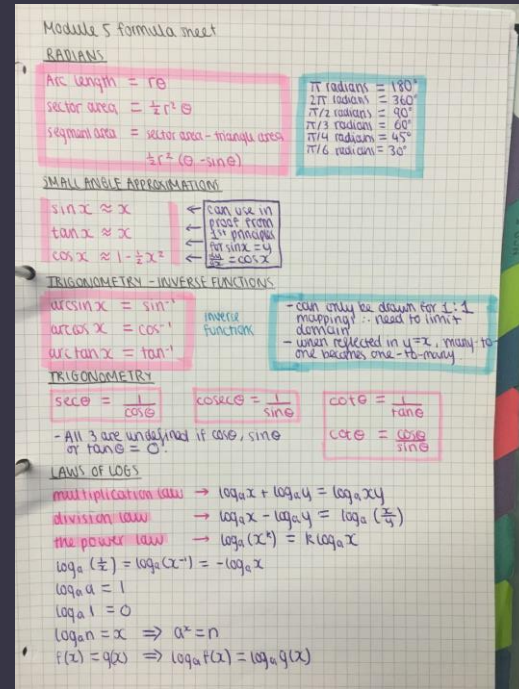 Module 5 formula sheet
RADIANS
Arc length = rθ
sector area = ½r²θ
segment area = sector area - triangle area
½r²(θ - sinθ)
π radians = 180°
2π radians = 360°
π/2 radians = 90°
π/3 radians = 60°
π/4 radians = 45°
π/6 radians = 30°
SMALL ANGLE APPROXIMATIONS
sin x ≈ x
tan x ≈ x
cos x ≈ 1 - ½x²
← can use in
← proof from
← 1st principles
← for sinx = y
dy/dx = cosx
TRIGONOMETRY - INVERSE FUNCTIONS
arcsin x = sin⁻¹
arcos x = cos⁻¹
arctan x = tan⁻¹
inverse
functions
- can only be drawn for 1:1
mappings ∴ need to limit
domain
- when reflected in y=x, many-to-
one becomes one-to-many
TRIGONOMETRY
secθ = 1/cosθ
cosecθ = 1/sinθ
cotθ = 1/tanθ
cotθ = cosθ/sinθ
- All 3 are undefined if cosθ, sinθ
or tanθ = 0.
LAWS OF LOGS
multiplication law → logₐx + logₐy = logₐxy
division law → logₐx - logₐy = logₐ(x/y)
the power law → logₐ(xᵏ) = k logₐx
logₐ(1/x) = logₐ(x⁻¹) = -logₐx
logₐa = 1
logₐ1 = 0
logₐn = x ⇒ aˣ = n
f(x) = g(x) ⇒ logₐf(x) = logₐg(x)